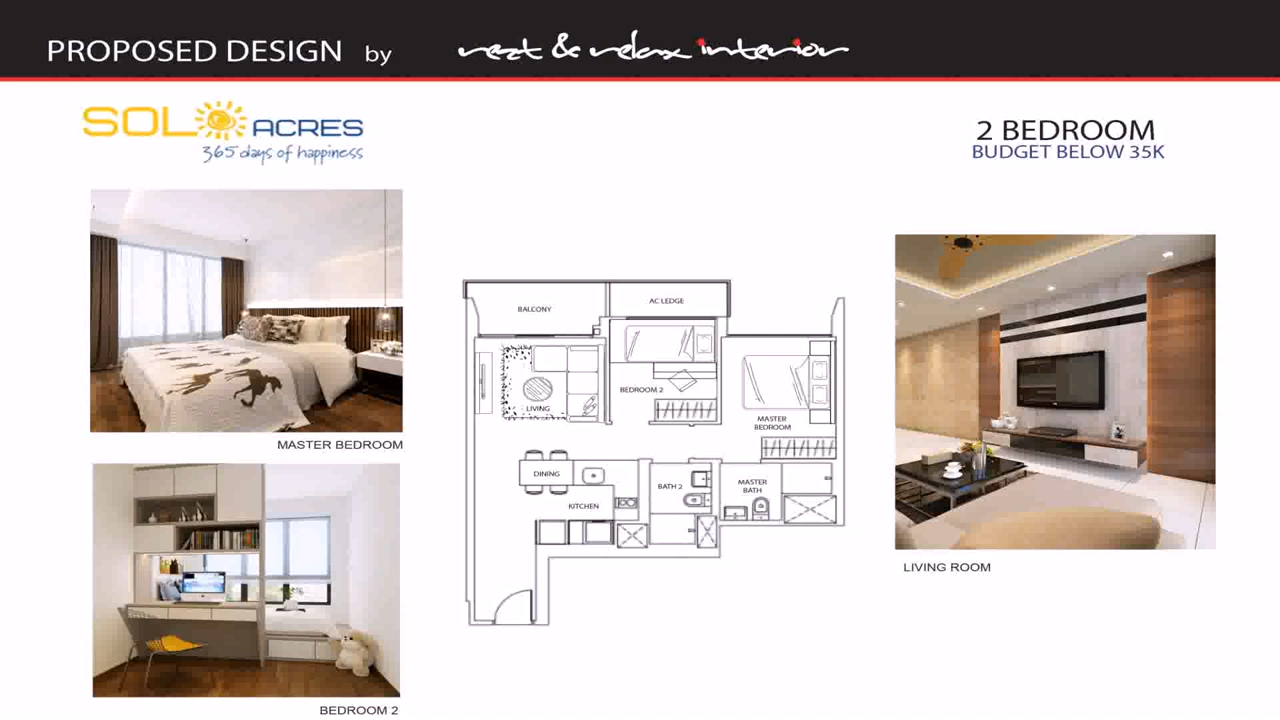 PROPOSED DESIGN by rezt & relax interior
SOL ACRES
365 days of happiness
2 BEDROOM
BUDGET BELOW 35K
MASTER BEDROOM
BEDROOM 2
BALCONY
AC LEDGE
BEDROOM 2
LIVING
MASTER
BEDROOM
DINING
KITCHEN
BATH 2
MASTER
BATH
LIVING ROOM